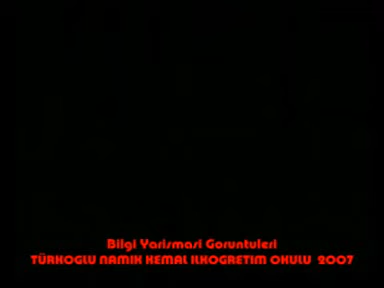 Bilgi Yarismasi Goruntuleri
TÜRKOGLU NAMIK KEMAL ILKOGRETIM OKULU 2007